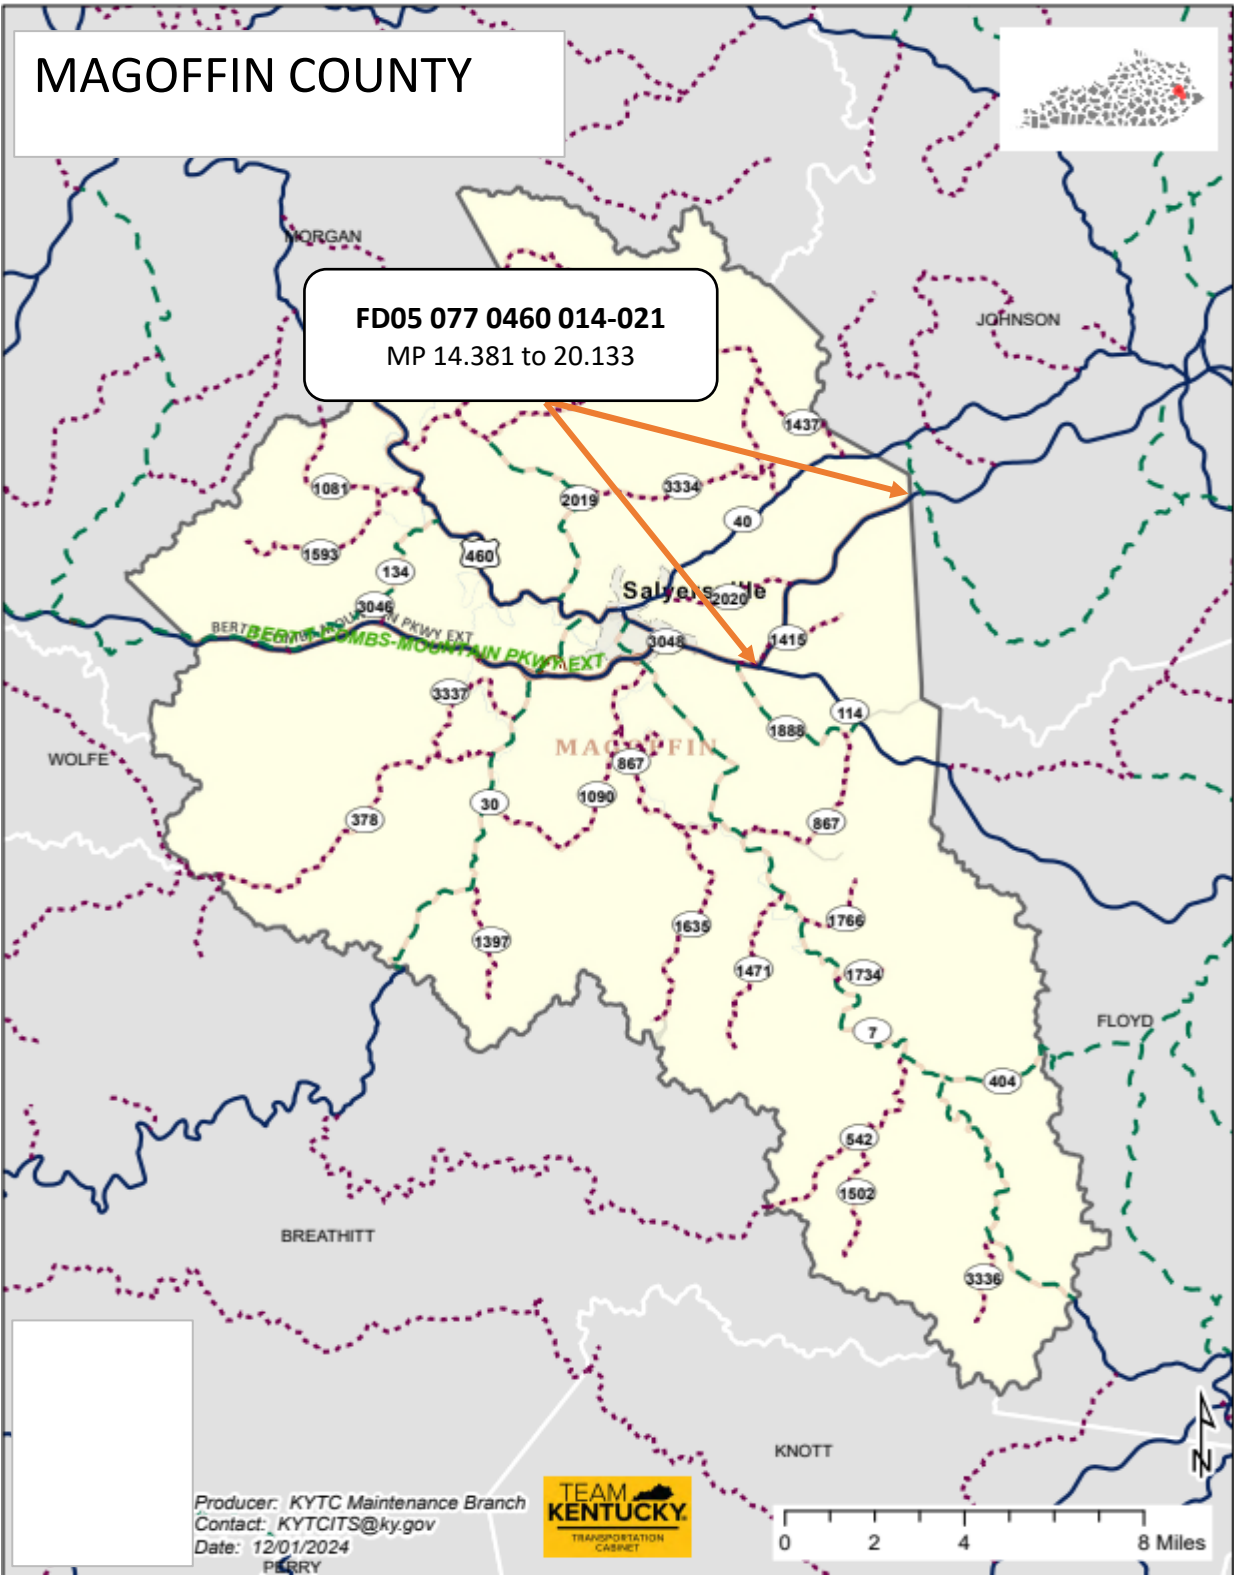 MAGOFFIN COUNTY
MORGAN
JOHNSON
FD05 077 0460 014-021
MP 14.381 to 20.133
1437
1081
2019
3334
40
1593
460
134
Salyersville
2020
3046
BERT T COMBS-MOUNTAIN PKWY EXT
3048
1415
3337
114
1888
WOLFE
MAGOFFIN
867
30
1090
378
867
1766
1635
1397
1471
1734
7
FLOYD
404
542
1502
BREATHITT
3336
KNOTT
N
Producer: KYTC Maintenance Branch
Contact: KYTCITS@ky.gov
Date: 12/01/2024
PERRY
TEAM
KENTUCKY
TRANSPORTATION
CABINET
0 2 4 8 Miles